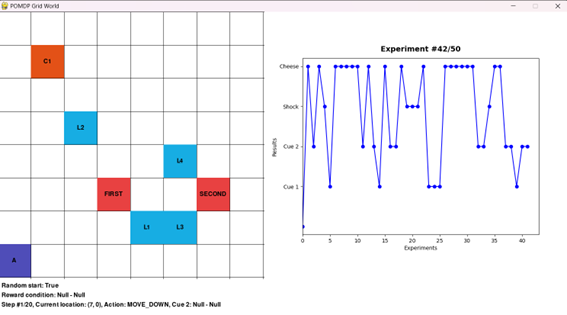 POMDP Grid World
Experiment #42/50
C1
L2
L4
FIRST
SECOND
L1
L3
A
Cheese
Shock
Cue 2
Cue 1
Results
0
5
10
15
20
25
30
35
40
Experiments
Random start: True
Reward condition: Null - Null
Step #1/20, Current location: (7, 0), Action: MOVE_DOWN, Cue 2: Null - Null